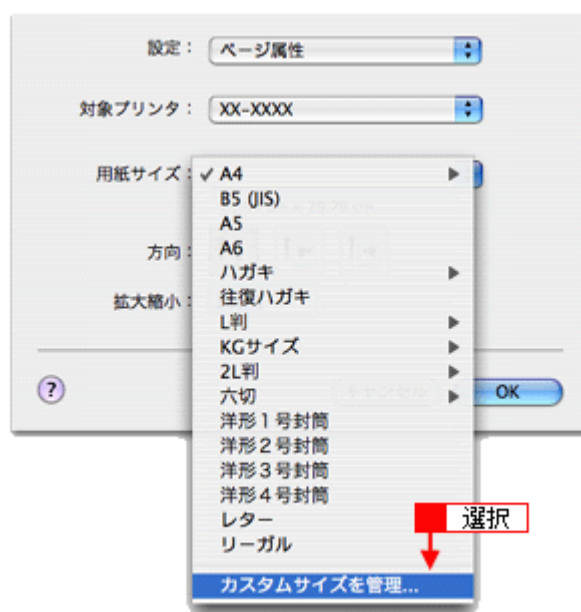 設定： ページ属性
対象プリンタ： XX-XXXX
用紙サイズ： ✓ A4
B5 (JIS)
A5
方向： A6
ハガキ
拡大縮小： 往復ハガキ
L判
KGサイズ
2L判
? 六切 キャンセル OK
洋形1号封筒
洋形2号封筒
洋形3号封筒
洋形4号封筒
レター
選択
リーガル
カスタムサイズを管理...